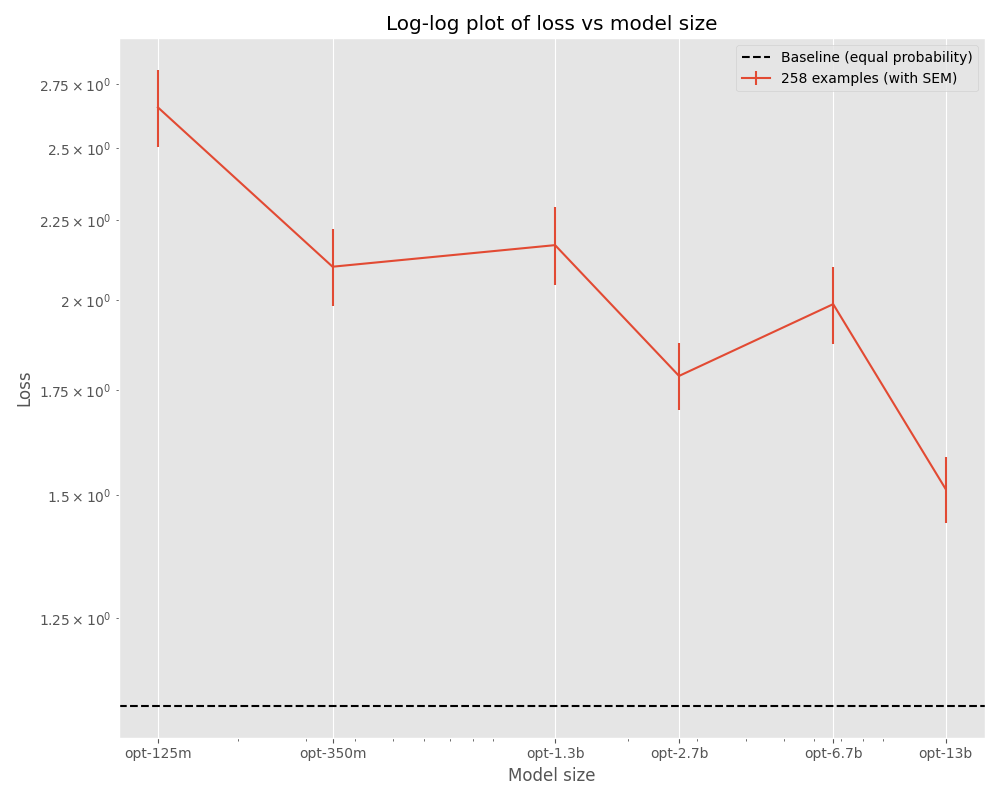 Log-log plot of loss vs model size
Baseline (equal probability)
258 examples (with SEM)
2.75 × 10⁰
2.5 × 10⁰
2.25 × 10⁰
2 × 10⁰
1.75 × 10⁰
1.5 × 10⁰
1.25 × 10⁰
Loss
opt-125m opt-350m opt-1.3b opt-2.7b opt-6.7b opt-13b
Model size